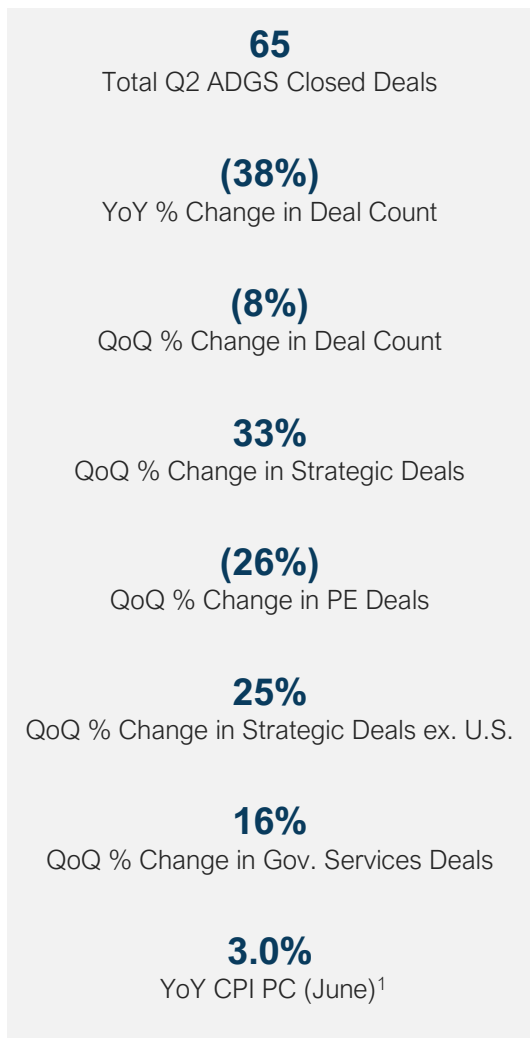 65
Total Q2 ADGS Closed Deals
(38%)
YoY % Change in Deal Count
(8%)
QoQ % Change in Deal Count
33%
QoQ % Change in Strategic Deals
(26%)
QoQ % Change in PE Deals
25%
QoQ % Change in Strategic Deals ex. U.S.
16%
QoQ % Change in Gov. Services Deals
3.0%
YoY CPI PC (June)¹